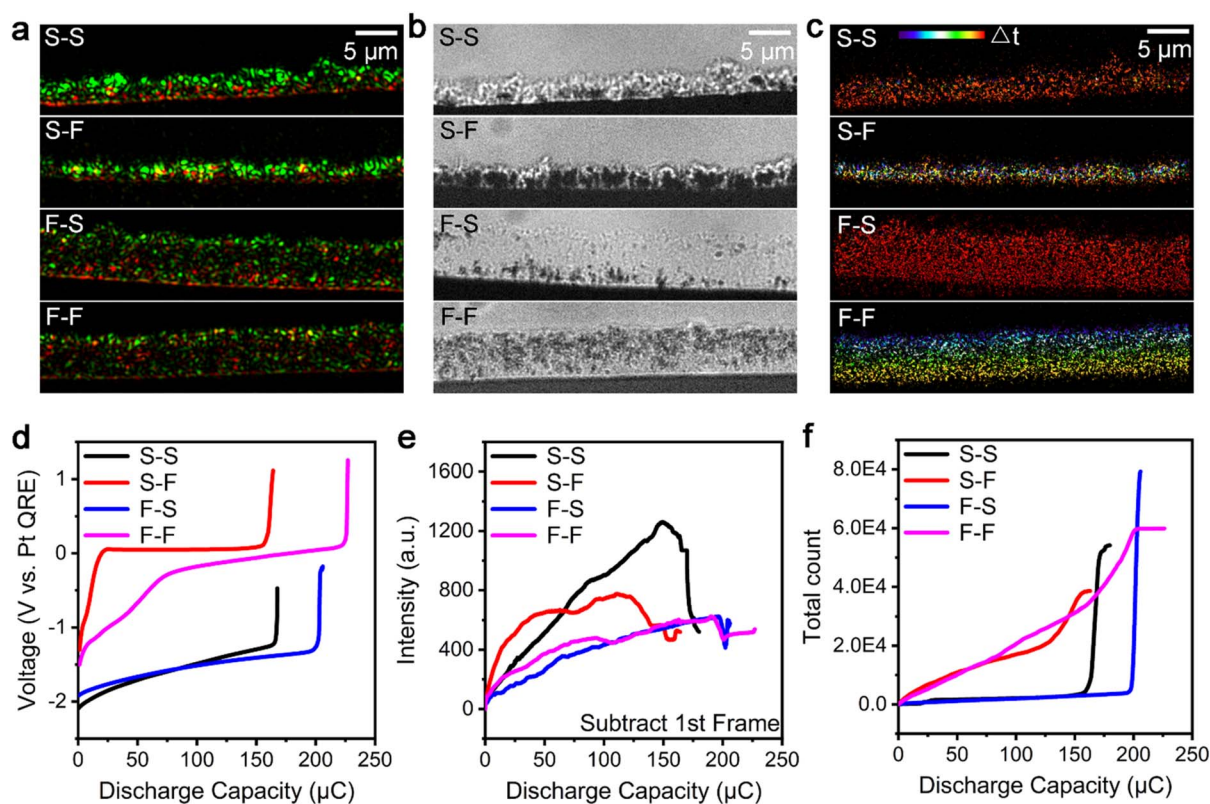 a
S-S
5 μm
S-F
F-S
F-F
b
S-S
5 μm
S-F
F-S
F-F
c
S-S
△t
5 μm
S-F
F-S
F-F
d
S-S
S-F
F-S
F-F
1
0
-1
-2
Voltage (V vs. Pt QRE)
0 50 100 150 200 250
Discharge Capacity (μC)
e
S-S
S-F
F-S
F-F
1600
1200
800
400
0
Intensity (a.u.)
Subtract 1st Frame
0 50 100 150 200 250
Discharge Capacity (μC)
f
S-S
S-F
F-S
F-F
8.0E4
6.0E4
4.0E4
2.0E4
0.0
Total count
0 50 100 150 200 250
Discharge Capacity (μC)